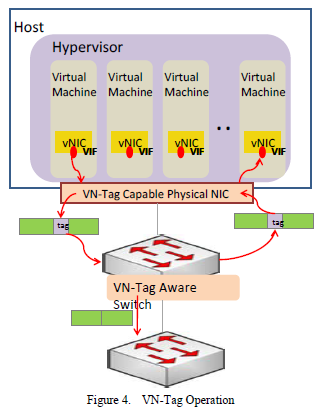 Host
Hypervisor
Virtual Machine
Virtual Machine
Virtual Machine
Virtual Machine
vNIC VIF
vNIC VIF
vNIC VIF
vNIC VIF
VN-Tag Capable Physical NIC
tag
tag
VN-Tag Aware
Switch
Figure 4. VN-Tag Operation